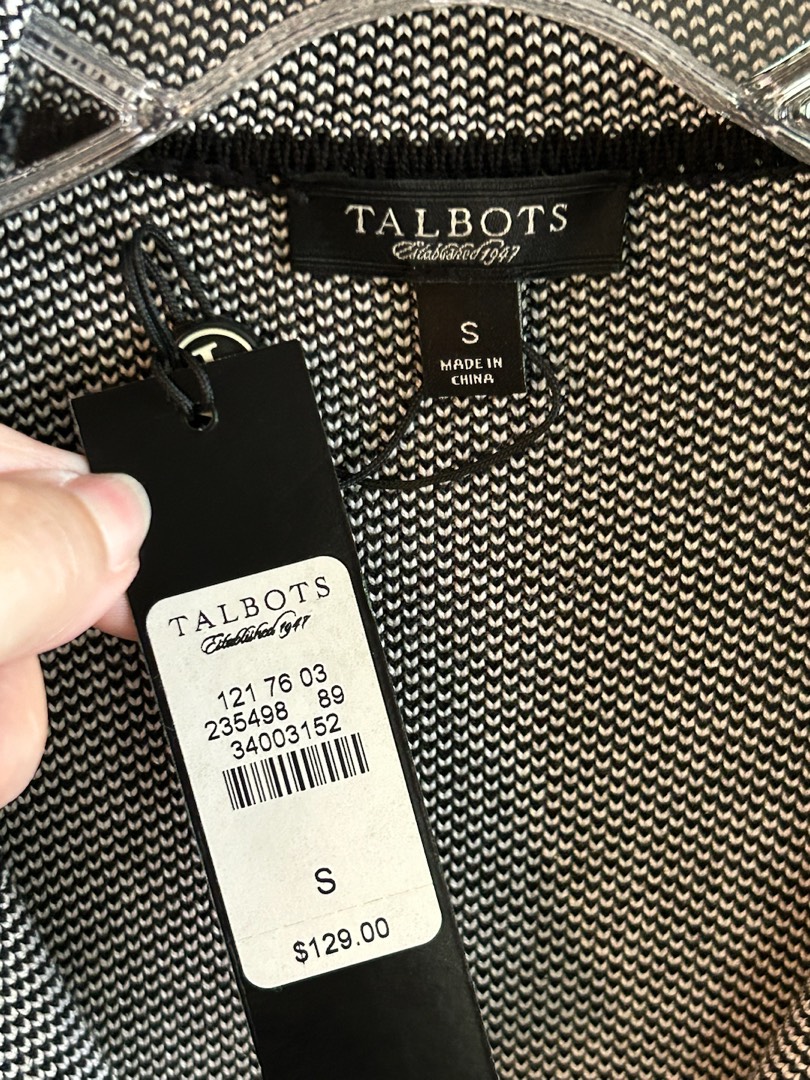 TALBOTS
Established 1947
S
MADE IN
CHINA
TALBOTS
Established 1947
121 76 03
235498 89
34003152
S
$129.00